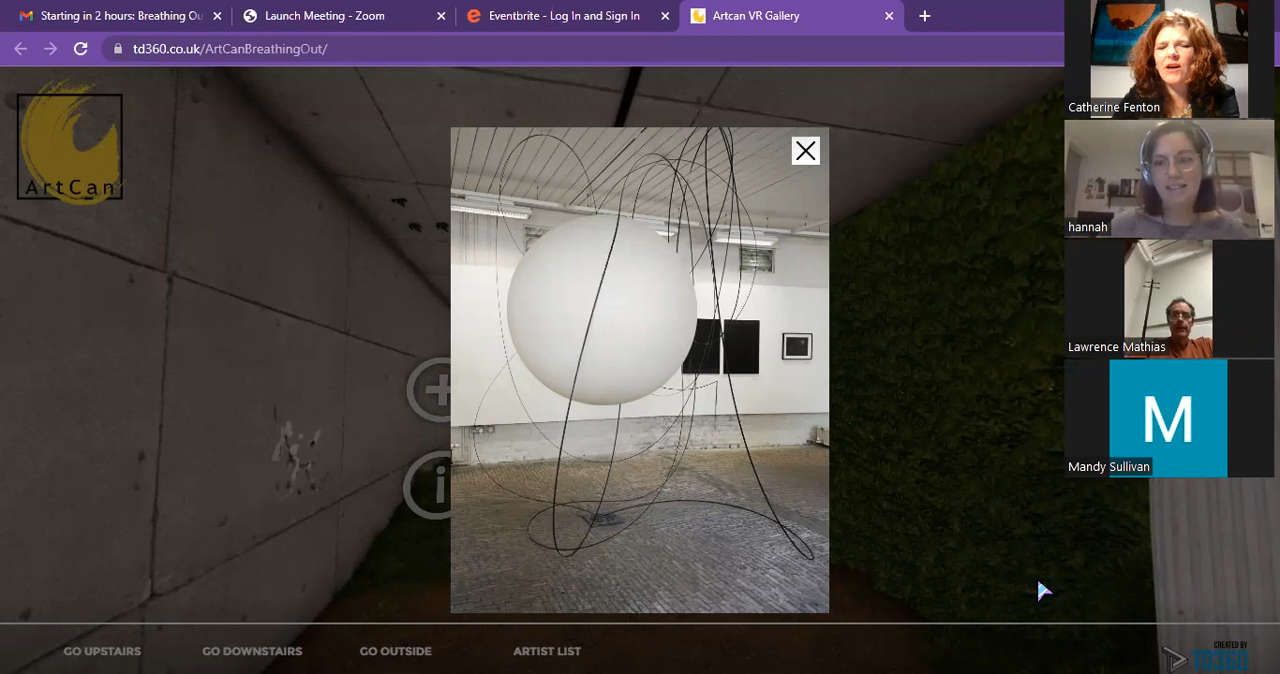 Starting in 2 hours: Breathing Ou
Launch Meeting - Zoom
Eventbrite - Log In and Sign In
Artcan VR Gallery
td360.co.uk/ArtCanBreathingOut/
ArtCan
Catherine Fenton
hannah
Lawrence Mathias
M
Mandy Sullivan
i
GO UPSTAIRS
GO DOWNSTAIRS
GO OUTSIDE
ARTIST LIST
CREATED BY
TD360